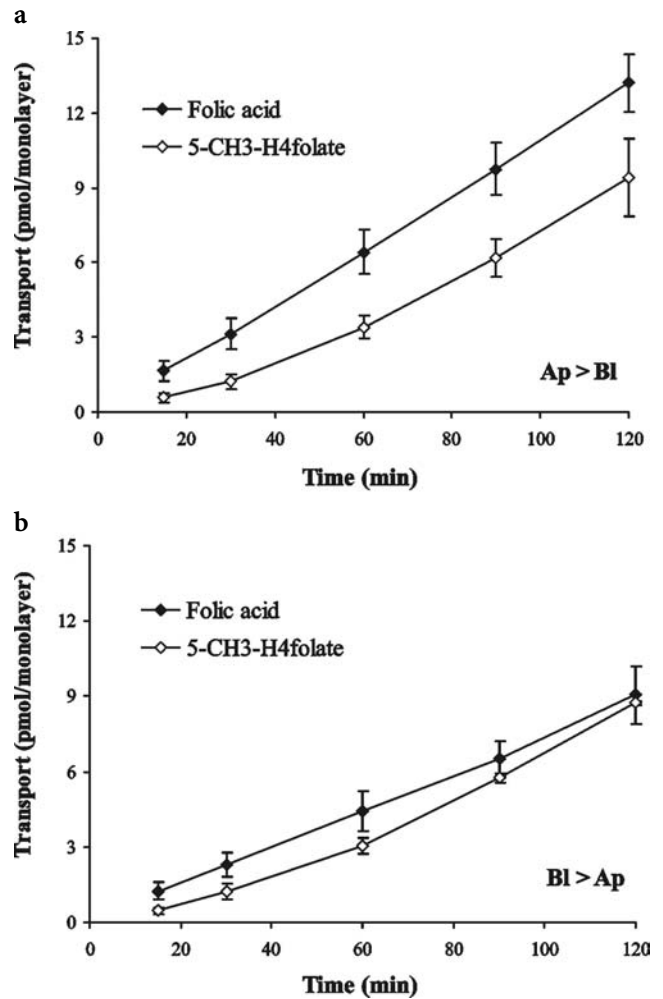 a
15
12
9
6
3
0
Transport (pmol/monolayer)
Folic acid
5-CH3-H4folate
Ap > Bl
0 20 40 60 80 100 120
Time (min)
b
15
12
9
6
3
0
Transport (pmol/monolayer)
Folic acid
5-CH3-H4folate
Bl > Ap
0 20 40 60 80 100 120
Time (min)